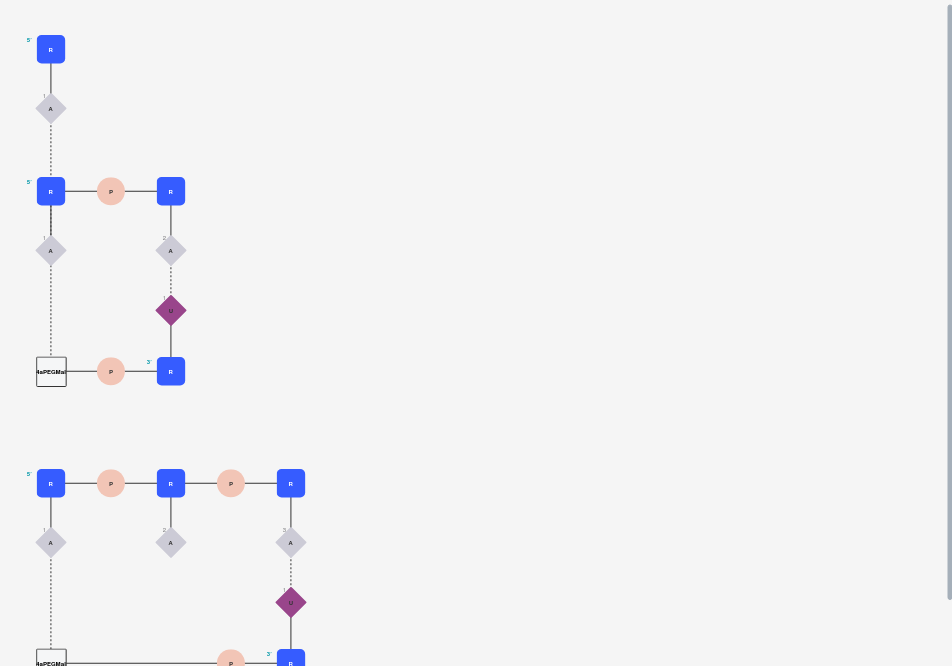 5'
R
1
A
5'
R P R
1 2
A A
1
U
3'
4aPEGMal P R
5'
R P R P R
1 2 3
A A A
1
U
3'
4aPEGMal P R